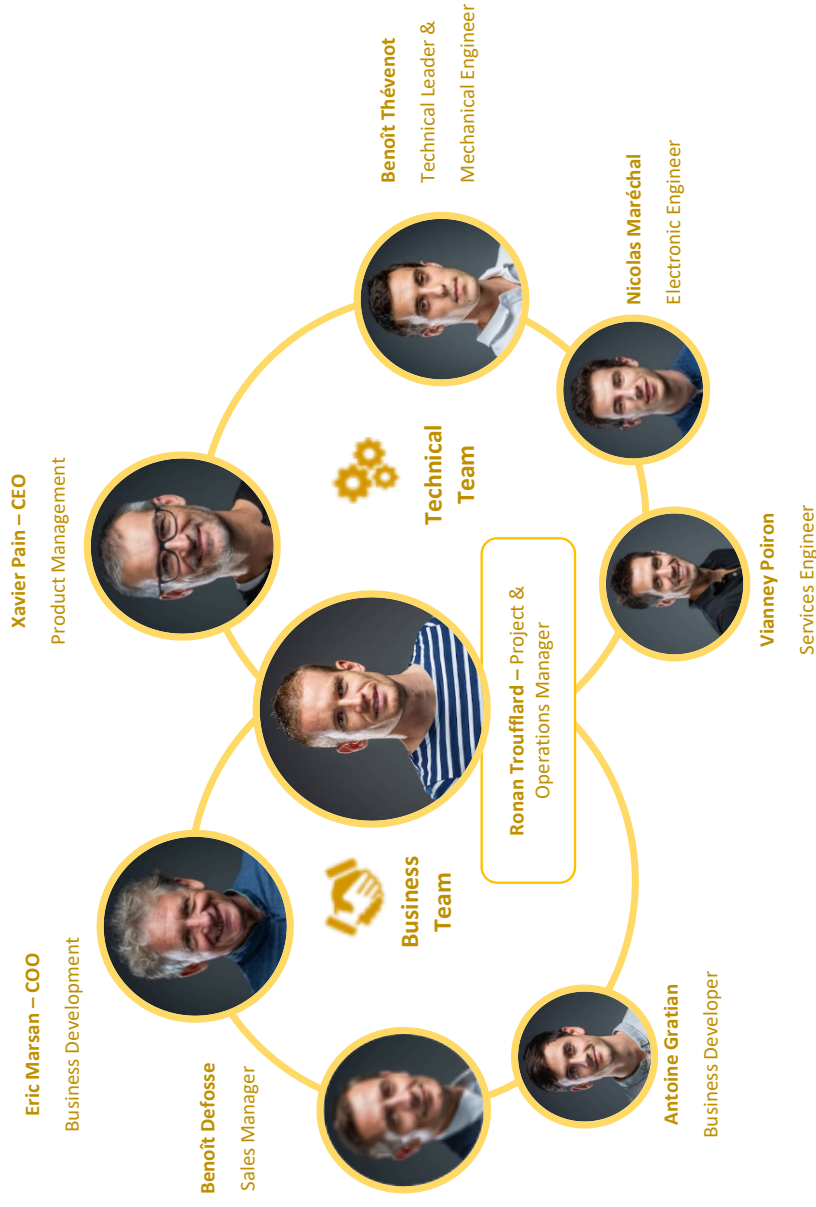 Eric Marsan – COO
Business Development
Xavier Pain – CEO
Product Management
Benoît Defosse
Sales Manager
Benoît Thévenot
Technical Leader &
Mechanical Engineer
Business
Team
Technical
Team
Ronan Troufflard – Project &
Operations Manager
Antoine Gratian
Business Developer
Nicolas Maréchal
Electronic Engineer
Vianney Poiron
Services Engineer